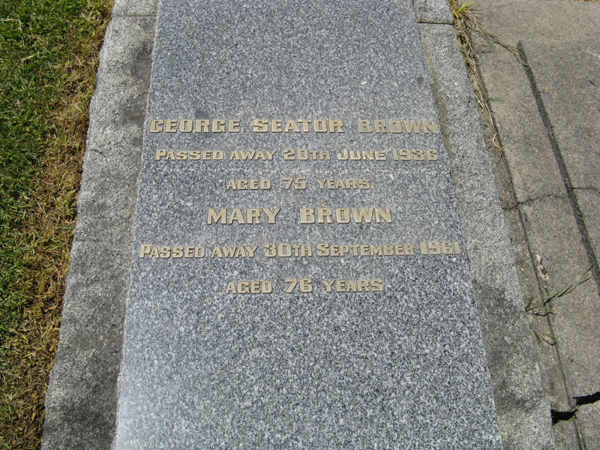 GEORGE SEATOR BROWN
PASSED AWAY 20TH JUNE 1936
AGED 75 YEARS
MARY BROWN
PASSED AWAY 30TH SEPTEMBER 1961
AGED 76 YEARS